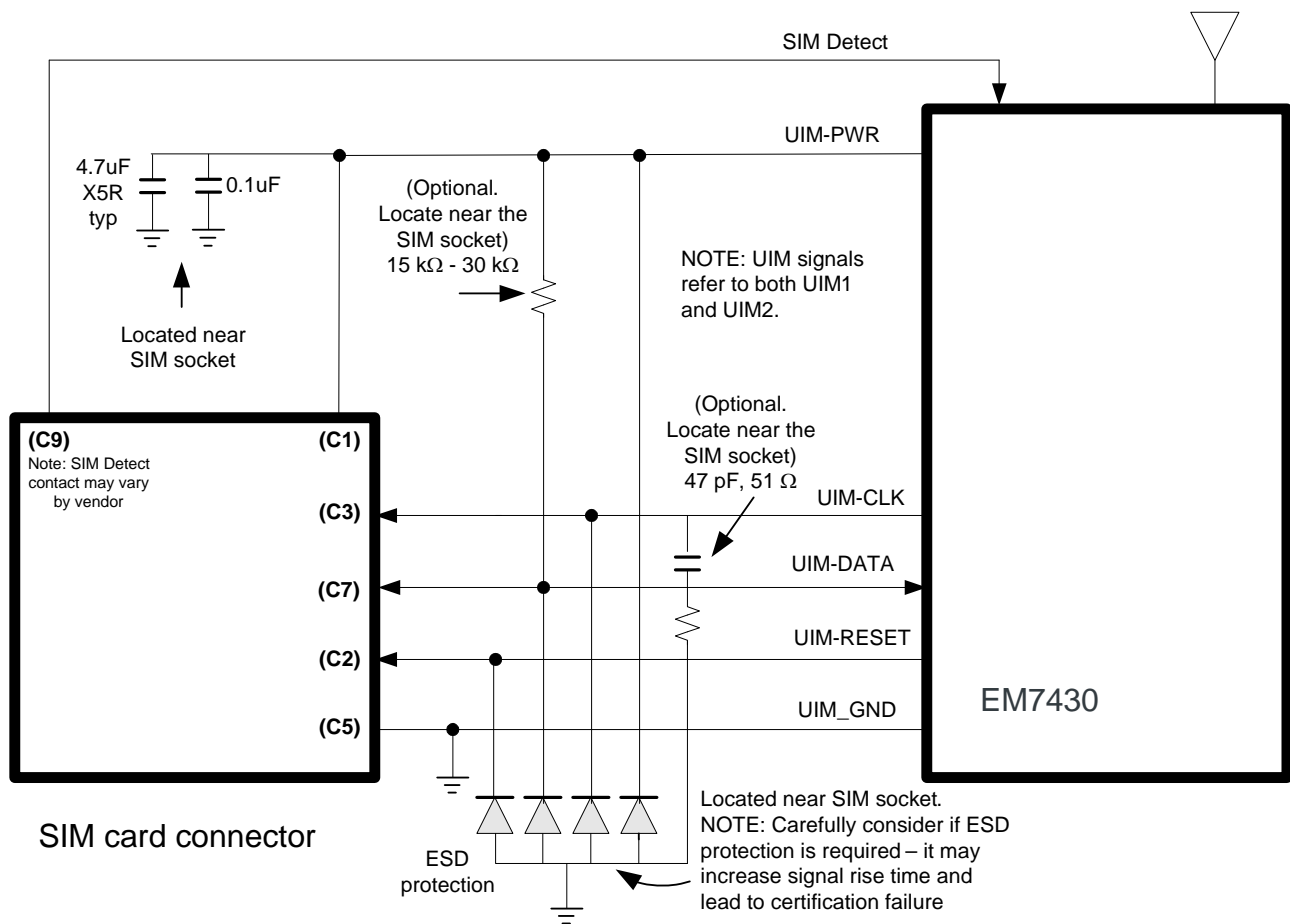 SIM Detect
UIM-PWR
4.7uF
X5R
typ
0.1uF
(Optional.
Locate near the
SIM socket)
15 kΩ - 30 kΩ
NOTE: UIM signals
refer to both UIM1
and UIM2.
Located near
SIM socket
(C9)
Note: SIM Detect
contact may vary
by vendor
(C1)
(Optional.
Locate near the
SIM socket)
47 pF, 51 Ω
(C3)
UIM-CLK
(C7)
UIM-DATA
(C2)
UIM-RESET
(C5)
UIM_GND
EM7430
SIM card connector
ESD
protection
Located near SIM socket.
NOTE: Carefully consider if ESD
protection is required – it may
increase signal rise time and
lead to certification failure